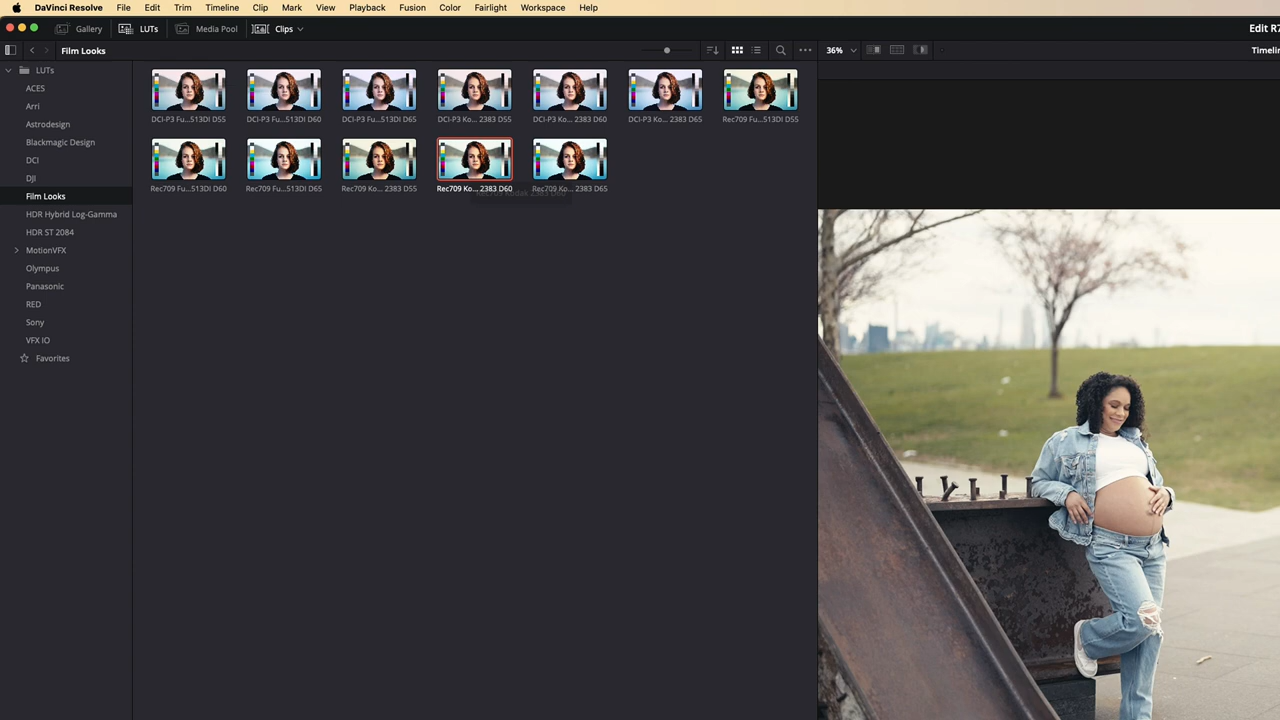 DaVinci Resolve File Edit Trim Timeline Clip Mark View Playback Fusion Color Fairlight Workspace Help
Gallery LUTs Media Pool Clips Edit R7
Film Looks 36% Timelin
LUTs
ACES
Arri
Astrodesign
Blackmagic Design
DCI
DJI
Film Looks
HDR Hybrid Log-Gamma
HDR ST 2084
MotionVFX
Olympus
Panasonic
RED
Sony
VFX IO
Favorites
DCI-P3 Fu...513DI D55 DCI-P3 Fu...513DI D60 DCI-P3 Fu...513DI D65 DCI-P3 Ko... 2383 D55 DCI-P3 Ko... 2383 D60 DCI-P3 Ko... 2383 D65 Rec709 Fu...513DI D55
Rec709 Fu...513DI D60 Rec709 Fu...513DI D65 Rec709 Ko... 2383 D55 Rec709 Ko... 2383 D60 Rec709 Ko... 2383 D65